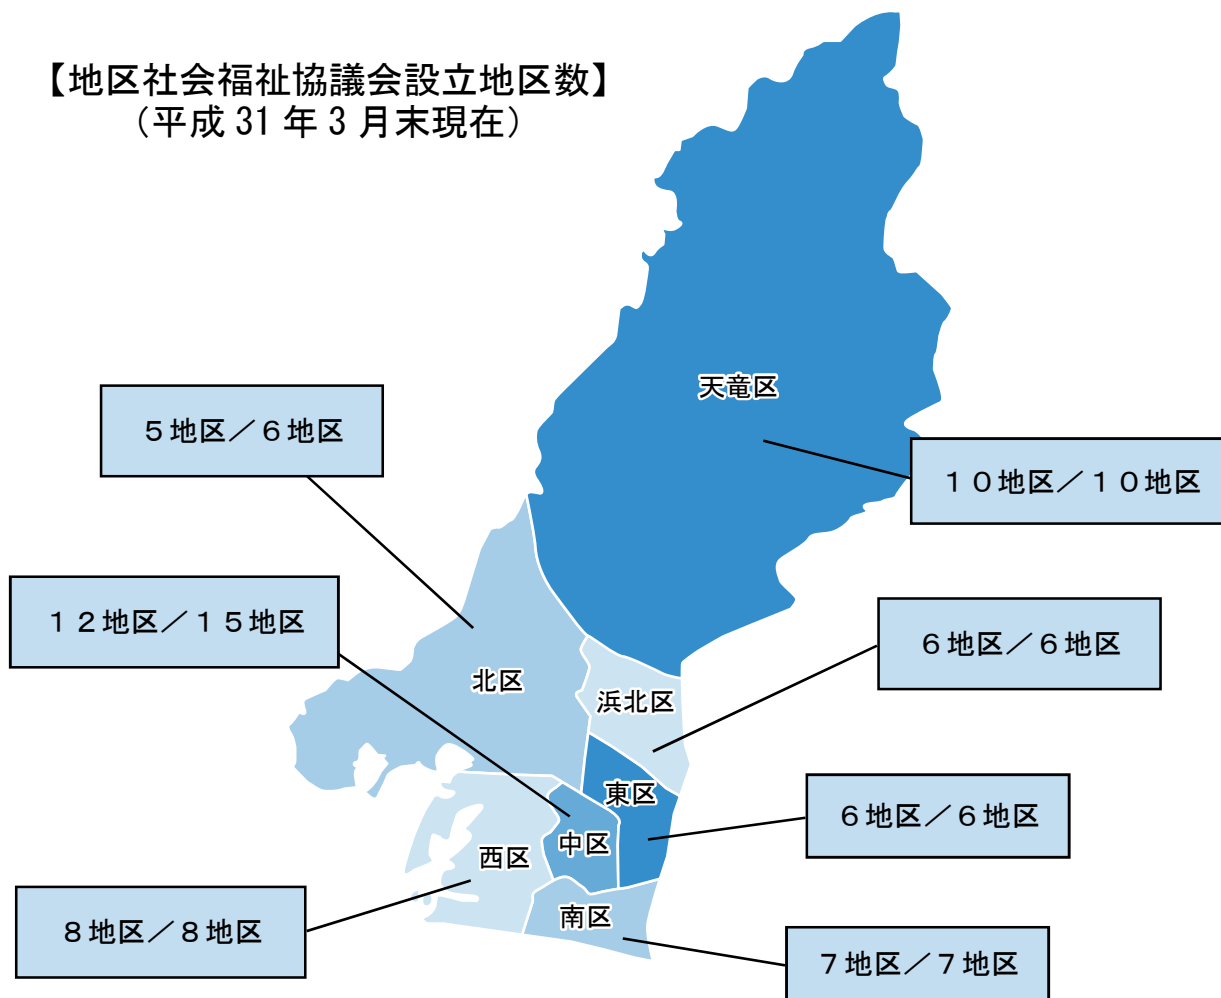 【地区社会福祉協議会設立地区数】
（平成 31 年 3 月末現在）
天竜区
５地区／６地区
１０地区／１０地区
１２地区／１５地区
６地区／６地区
北区
浜北区
東区
６地区／６地区
中区
西区
８地区／８地区
南区
７地区／７地区